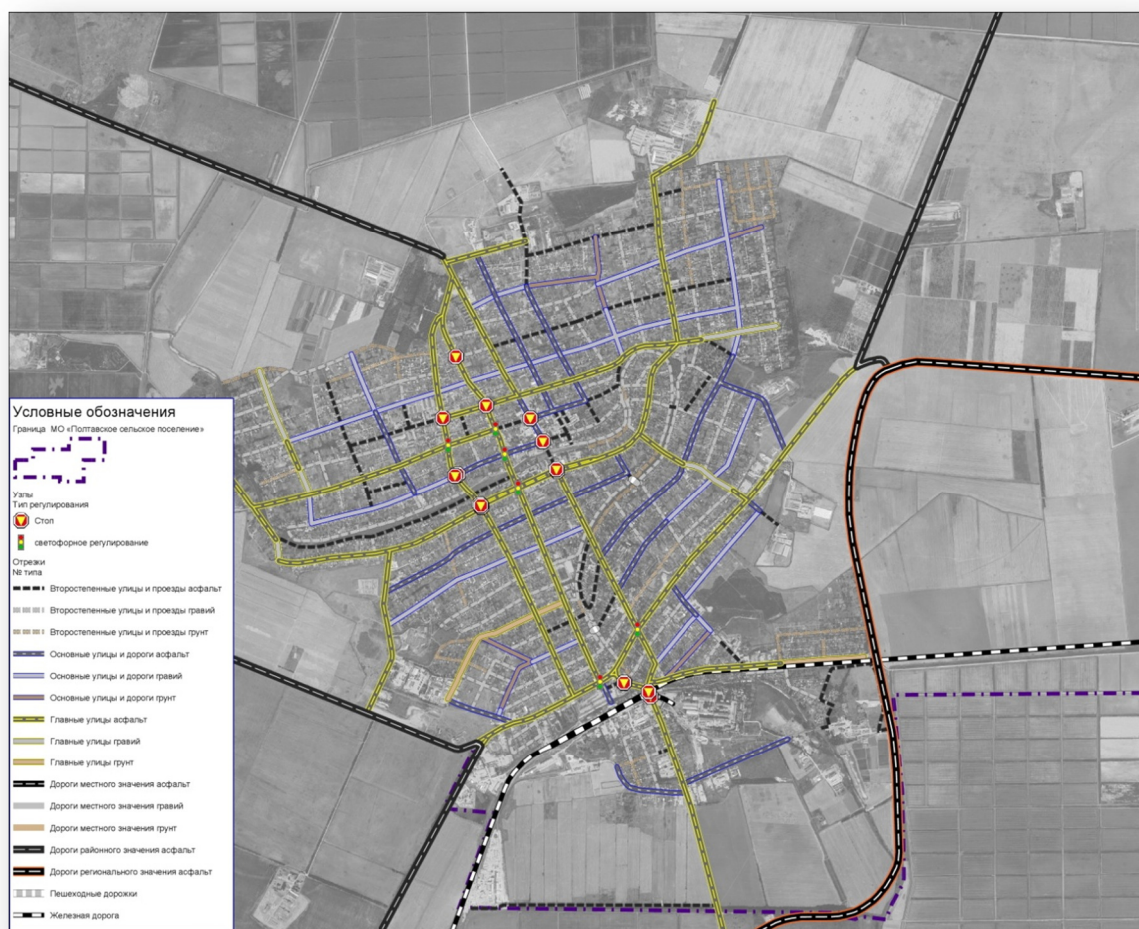 Условные обозначения
Граница МО «Полтавское сельское поселение»
Узлы
Тип регулирования
Стоп
светофорное регулирование
Отрезки
№ типа
Второстепенные улицы и проезды асфальт
Второстепенные улицы и проезды гравий
Второстепенные улицы и проезды грунт
Основные улицы и дороги асфальт
Основные улицы и дороги гравий
Основные улицы и дороги грунт
Главные улицы асфальт
Главные улицы гравий
Главные улицы грунт
Дороги местного значения асфальт
Дороги местного значения гравий
Дороги местного значения грунт
Дороги районного значения асфальт
Дороги регионального значения асфальт
Пешеходные дорожки
Железная дорога